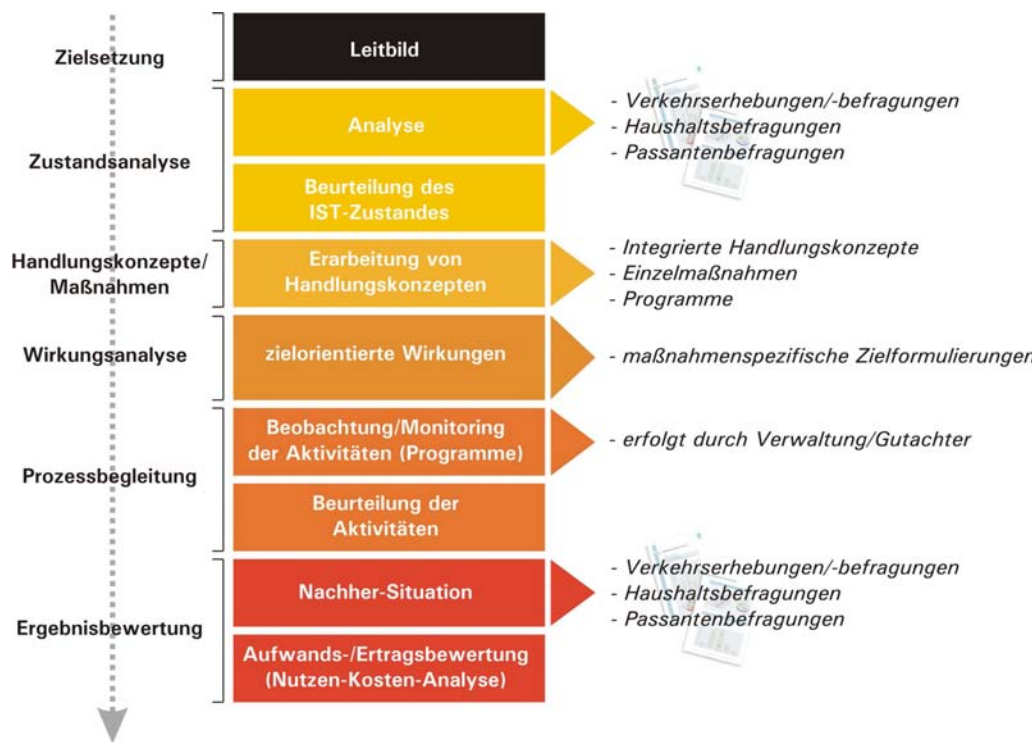 Zielsetzung
Leitbild
Zustandsanalyse
Analyse
- Verkehrserhebungen/-befragungen
- Haushaltsbefragungen
- Passantenbefragungen
Beurteilung des
IST-Zustandes
Handlungskonzepte/
Maßnahmen
Erarbeitung von
Handlungskonzepten
- Integrierte Handlungskonzepte
- Einzelmaßnahmen
- Programme
Wirkungsanalyse
zielorientierte Wirkungen
- maßnahmenspezifische Zielformulierungen
Prozessbegleitung
Beobachtung/Monitoring
der Aktivitäten (Programme)
- erfolgt durch Verwaltung/Gutachter
Beurteilung der
Aktivitäten
Ergebnisbewertung
Nachher-Situation
- Verkehrserhebungen/-befragungen
- Haushaltsbefragungen
- Passantenbefragungen
Aufwands-/Ertragsbewertung
(Nutzen-Kosten-Analyse)